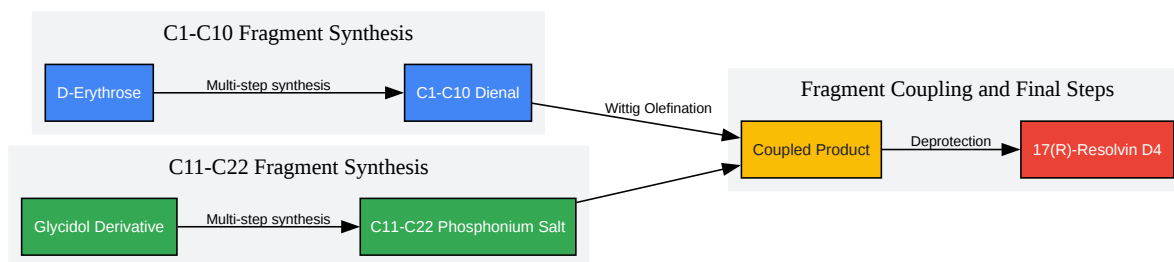 C1-C10 Fragment Synthesis
D-Erythrose
Multi-step synthesis
C1-C10 Dienal
Wittig Olefination
C11-C22 Fragment Synthesis
Glycidol Derivative
Multi-step synthesis
C11-C22 Phosphonium Salt
Fragment Coupling and Final Steps
Coupled Product
Deprotection
17(R)-Resolvin D4